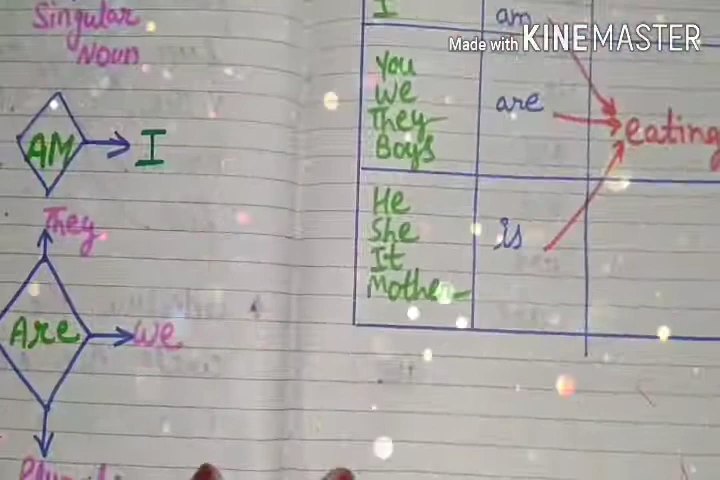 Singular
Noun
AM
I
They
Are
We
I
am
You
We
They
Boys
are
eating
He
She
It
Mother
is
Made with KINEMASTER